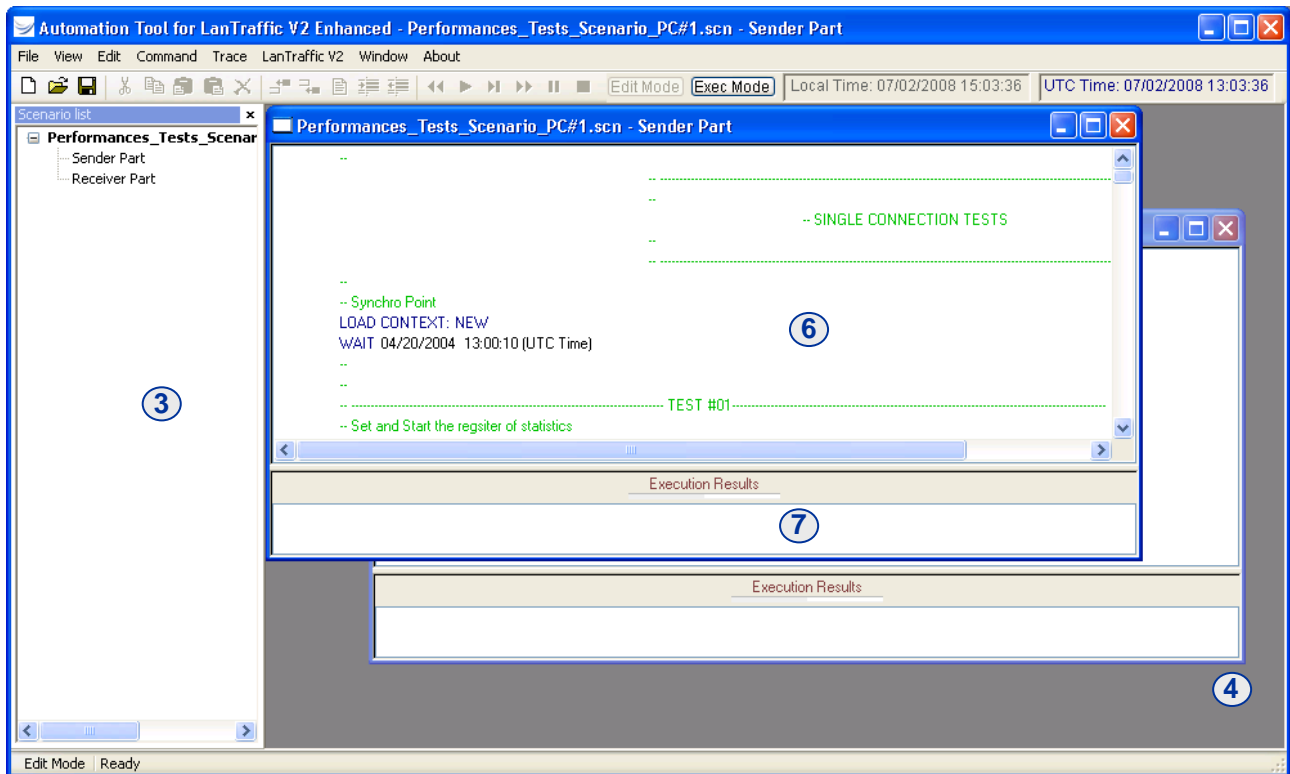 Automation Tool for LanTraffic V2 Enhanced - Performances_Tests_Scenario_PC#1.scn - Sender Part
File View Edit Command Trace LanTraffic V2 Window About
Edit Mode Exec Mode Local Time: 07/02/2008 15:03:36 UTC Time: 07/02/2008 13:03:36
Scenario list
Performances_Tests_Scenar
Sender Part
Receiver Part
3
Performances_Tests_Scenario_PC#1.scn - Sender Part
--
-- ----------------------------------------------------------------
--
-- SINGLE CONNECTION TESTS
--
-- ----------------------------------------------------------------
--
-- Synchro Point
LOAD CONTEXT: NEW
WAIT 04/20/2004 13:00:10 (UTC Time)
--
--
-- ---------------------------------------- TEST #01----------------------------------------
-- Set and Start the regsiter of statistics
6
Execution Results
7
Execution Results
4
Edit Mode Ready